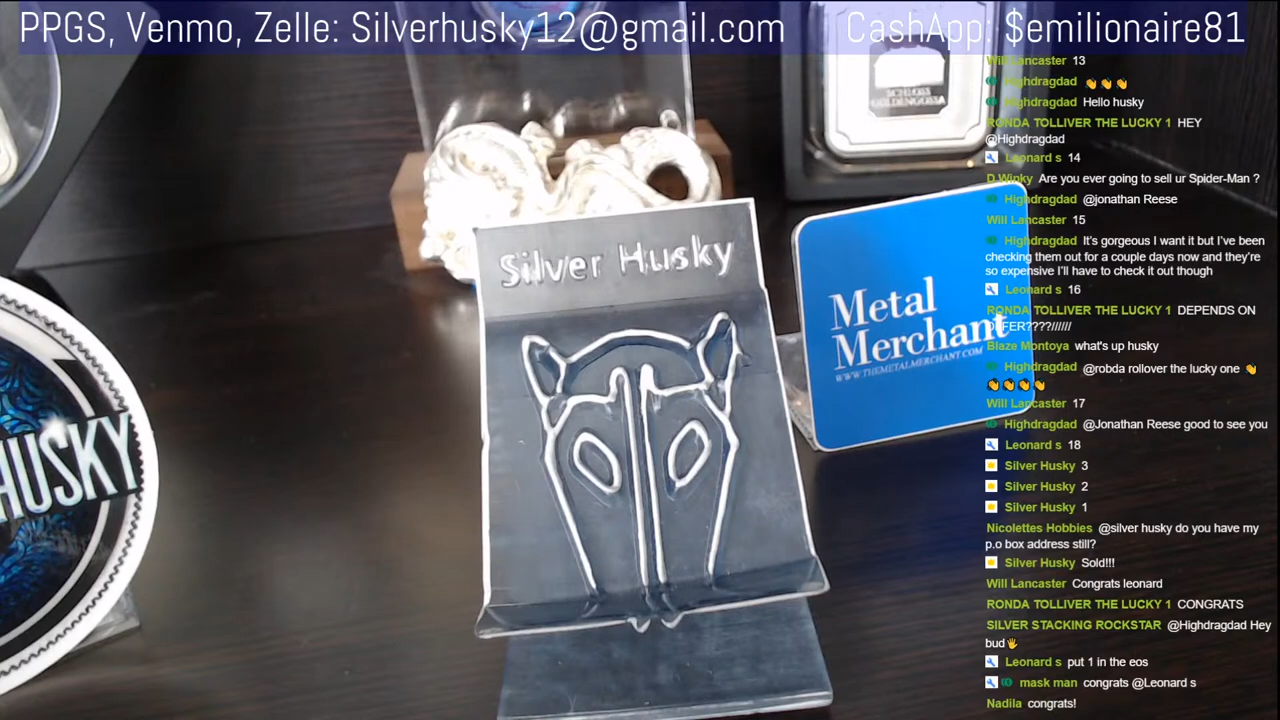 PPGS, Venmo, Zelle: Silverhusky12@gmail.com
CashApp: $emilionaire81
SCHLOSS
GULDENGOSSA
Silver Husky
Metal
Merchant
WWW.THEMETALMERCHANT.COM
HUSKY
Will Lancaster 13
Highdragdad 👏👏👏
Highdragdad Hello husky
RONDA TOLLIVER THE LUCKY 1 HEY
@Highdragdad
Leonard s 14
D Winky Are you ever going to sell ur Spider-Man ?
Highdragdad @jonathan Reese
Will Lancaster 15
Highdragdad It's gorgeous I want it but I've been
checking them out for a couple days now and they're
so expensive I'll have to check it out though
Leonard s 16
RONDA TOLLIVER THE LUCKY 1 DEPENDS ON
OFFER????//////
Blaze Montoya what's up husky
Highdragdad @robda rollover the lucky one 👏
👏👏👏👏
Will Lancaster 17
Highdragdad @Jonathan Reese good to see you
Leonard s 18
Silver Husky 3
Silver Husky 2
Silver Husky 1
Nicolettes Hobbies @silver husky do you have my
p.o box address still?
Silver Husky Sold!!!
Will Lancaster Congrats leonard
RONDA TOLLIVER THE LUCKY 1 CONGRATS
SILVER STACKING ROCKSTAR @Highdragdad Hey
bud🖐
Leonard s put 1 in the eos
mask man congrats @Leonard s
Nadila congrats!